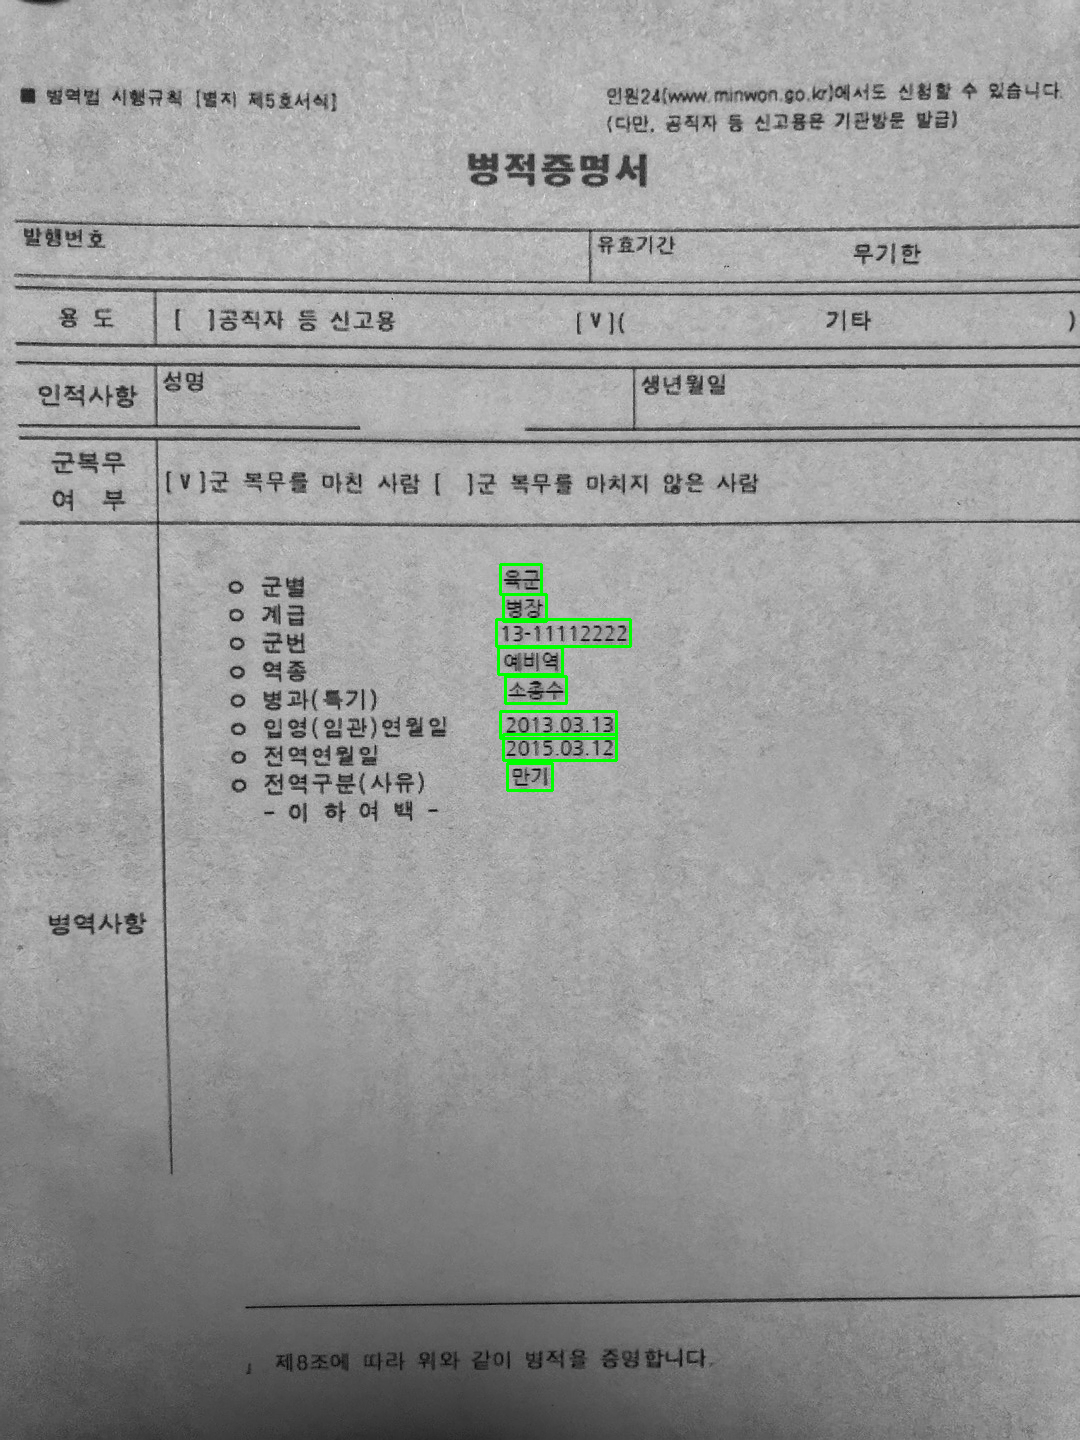 ■ 병역법 시행규칙 [별지 제5호서식]
민원24(www.minwon.go.kr)에서도 신청할 수 있습니다.
(다만, 공직자 등 신고용은 기관방문 발급)
병적증명서
발행번호 유효기간 무기한
용 도 [ ]공직자 등 신고용 [V]( 기타 )
인적사항 성명 생년월일
군복무
여 부
[V]군 복무를 마친 사람 [ ]군 복무를 마치지 않은 사람
병역사항
ㅇ 군별 육군
ㅇ 계급 병장
ㅇ 군번 13-11112222
ㅇ 역종 예비역
ㅇ 병과(특기) 소총수
ㅇ 입영(임관)연월일 2013.03.13
ㅇ 전역연월일 2015.03.12
ㅇ 전역구분(사유) 만기
- 이 하 여 백 -
」 제8조에 따라 위와 같이 병적을 증명합니다.